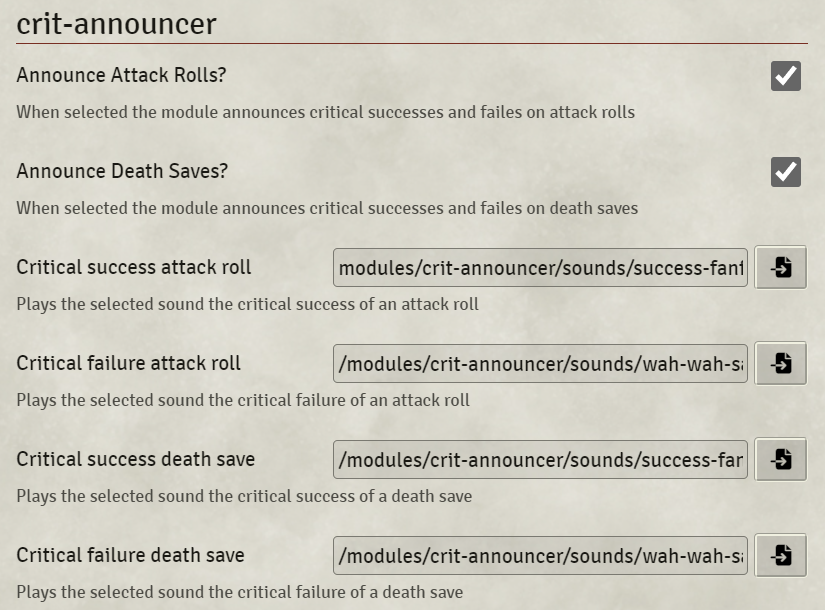 crit-announcer
Announce Attack Rolls?
When selected the module announces critical successes and failes on attack rolls
Announce Death Saves?
When selected the module announces critical successes and failes on death saves
Critical success attack roll modules/crit-announcer/sounds/success-fanf
Plays the selected sound the critical success of an attack roll
Critical failure attack roll /modules/crit-announcer/sounds/wah-wah-sa
Plays the selected sound the critical failure of an attack roll
Critical success death save /modules/crit-announcer/sounds/success-fan
Plays the selected sound the critical success of a death save
Critical failure death save /modules/crit-announcer/sounds/wah-wah-sa
Plays the selected sound the critical failure of a death save